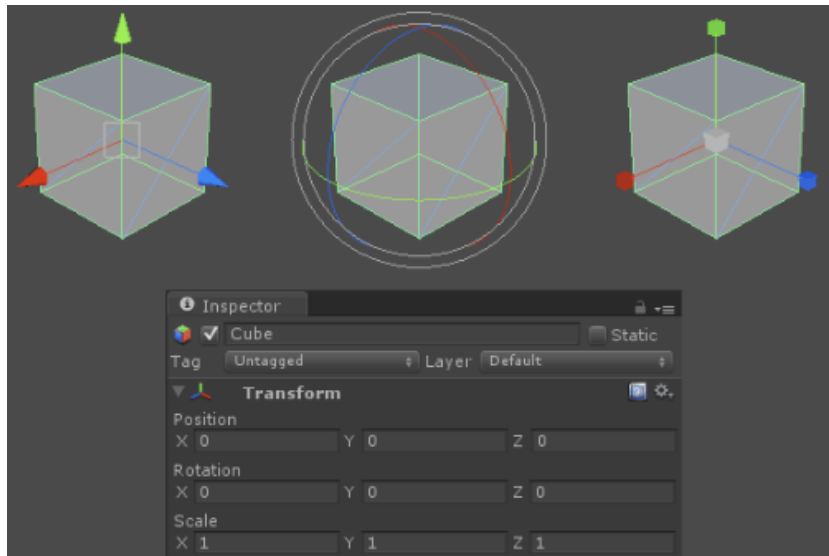 Inspector
Cube Static
Tag Untagged Layer Default
Transform
Position
X 0 Y 0 Z 0
Rotation
X 0 Y 0 Z 0
Scale
X 1 Y 1 Z 1